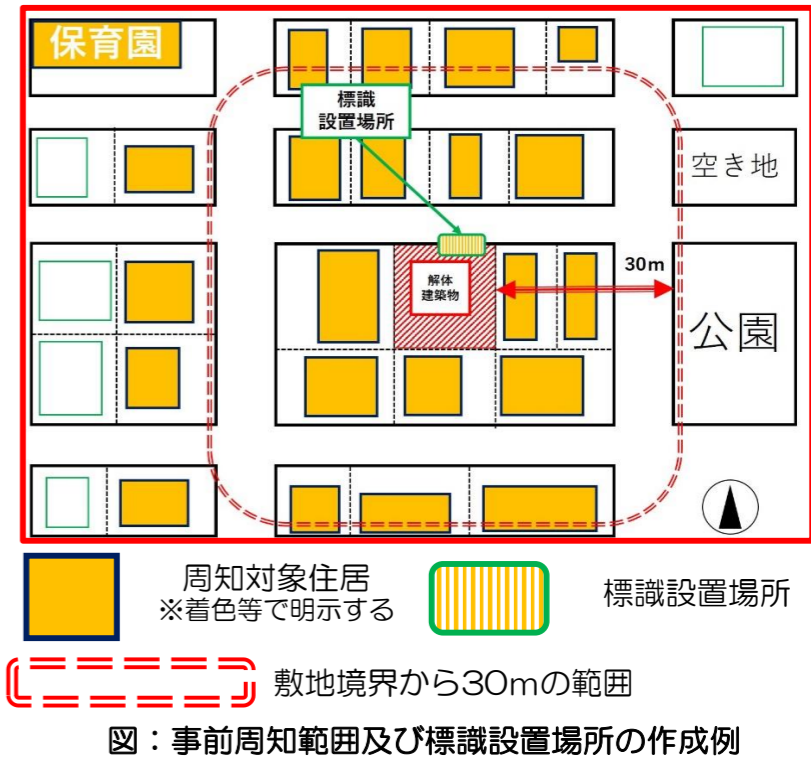 保育園
標識
設置場所
空き地
解体
建築物
30m
公園
周知対象住居
※着色等で明示する
標識設置場所
敷地境界から30mの範囲
図:事前周知範囲及び標識設置場所の作成例